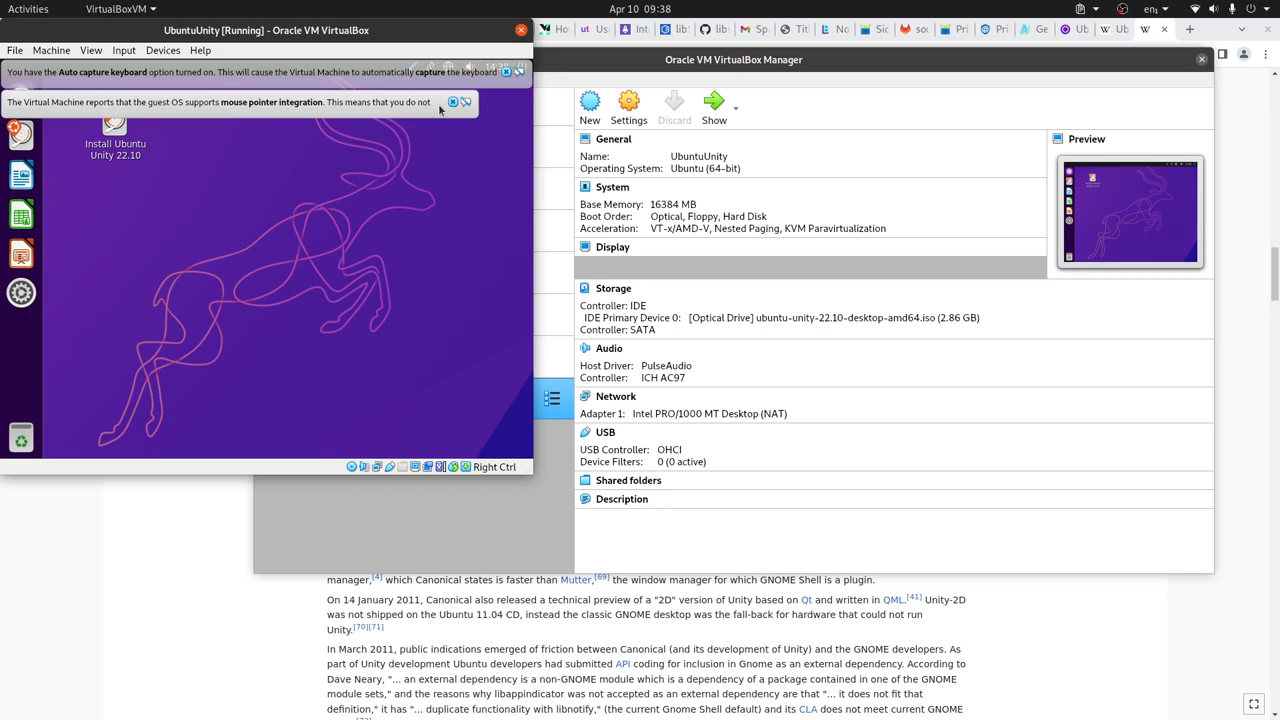 Activities
VirtualBoxVM
Apr 10 09:38
en
UbuntuUnity [Running] - Oracle VM VirtualBox
File Machine View Input Devices Help
You have the Auto capture keyboard option turned on. This will cause the Virtual Machine to automatically capture the keyboard
The Virtual Machine reports that the guest OS supports mouse pointer integration. This means that you do not
Install Ubuntu
Unity 22.10
Right Ctrl
Oracle VM VirtualBox Manager
New
Settings
Discard
Show
General
Name: UbuntuUnity
Operating System: Ubuntu (64-bit)
System
Base Memory: 16384 MB
Boot Order: Optical, Floppy, Hard Disk
Acceleration: VT-x/AMD-V, Nested Paging, KVM Paravirtualization
Display
Preview
Storage
Controller: IDE
IDE Primary Device 0: [Optical Drive] ubuntu-unity-22.10-desktop-amd64.iso (2.86 GB)
Controller: SATA
Audio
Host Driver: PulseAudio
Controller: ICH AC97
Network
Adapter 1: Intel PRO/1000 MT Desktop (NAT)
USB
USB Controller: OHCI
Device Filters: 0 (0 active)
Shared folders
Description
manager,[4] which Canonical states is faster than Mutter,[69] the window manager for which GNOME Shell is a plugin.
On 14 January 2011, Canonical also released a technical preview of a "2D" version of Unity based on Qt and written in QML.[41] Unity-2D
was not shipped on the Ubuntu 11.04 CD, instead the classic GNOME desktop was the fall-back for hardware that could not run
Unity.[70][71]
In March 2011, public indications emerged of friction between Canonical (and its development of Unity) and the GNOME developers. As
part of Unity development Ubuntu developers had submitted API coding for inclusion in Gnome as an external dependency. According to
Dave Neary, "... an external dependency is a non-GNOME module which is a dependency of a package contained in one of the GNOME
module sets," and the reasons why libappindicator was not accepted as an external dependency are that "... it does not fit that
definition," it has "... duplicate functionality with libnotify," (the current Gnome Shell default) and its CLA does not meet current GNOME